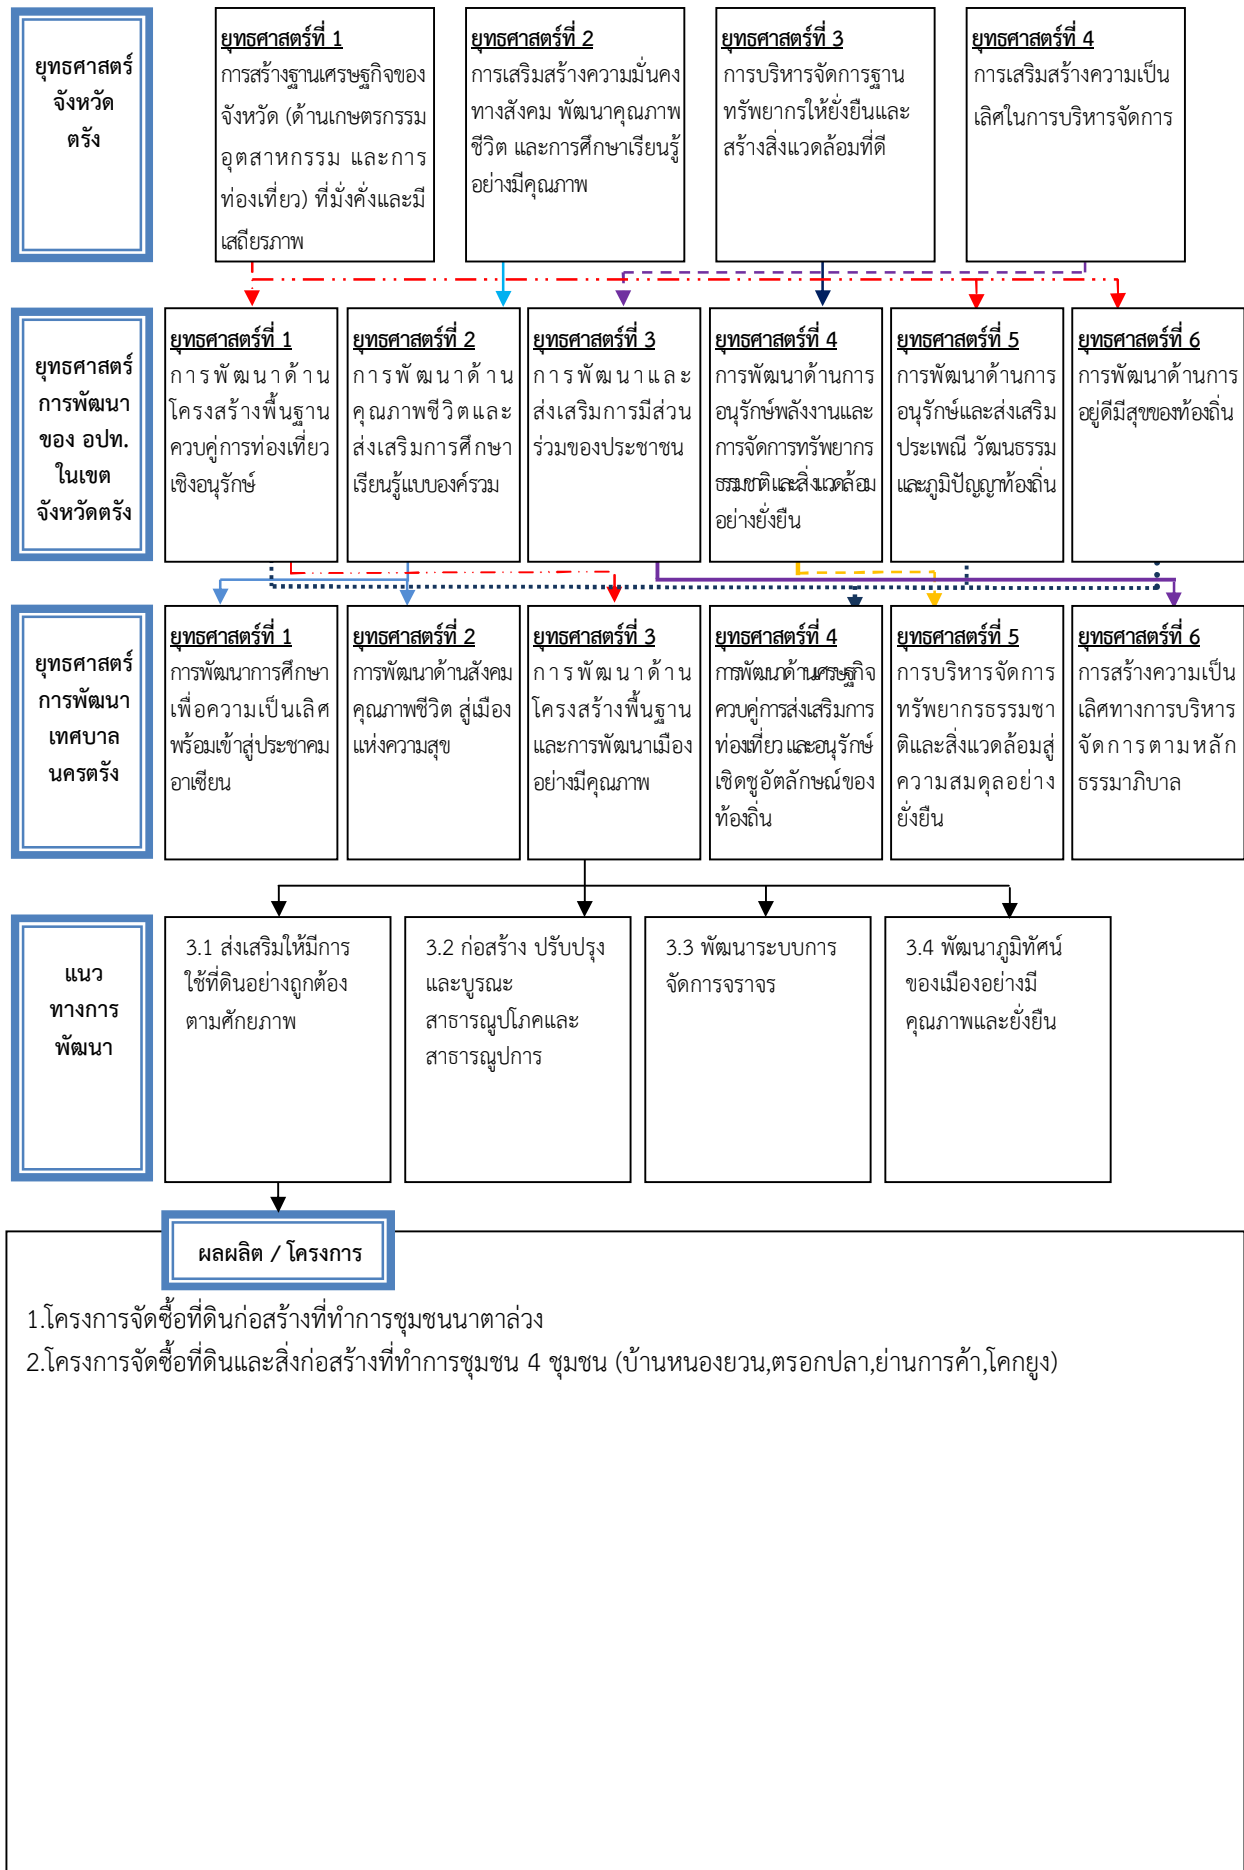 ยุทธศาสตร์
จังหวัด
ตรัง
ยุทธศาสตร์ที่ 1
การสร้างฐานเศรษฐกิจของ
จังหวัด (ด้านเกษตรกรรม
อุตสาหกรรม และการ
ท่องเที่ยว) ที่มั่งคั่งและมี
เสถียรภาพ
ยุทธศาสตร์ที่ 2
การเสริมสร้างความมั่นคง
ทางสังคม พัฒนาคุณภาพ
ชีวิต และการศึกษาเรียนรู้
อย่างมีคุณภาพ
ยุทธศาสตร์ที่ 3
การบริหารจัดการฐาน
ทรัพยากรให้ยั่งยืนและ
สร้างสิ่งแวดล้อมที่ดี
ยุทธศาสตร์ที่ 4
การเสริมสร้างความเป็น
เลิศในการบริหารจัดการ
ยุทธศาสตร์
การพัฒนา
ของ อปท.
ในเขต
จังหวัดตรัง
ยุทธศาสตร์ที่ 1
การพัฒนาด้าน
โครงสร้างพื้นฐาน
ควบคู่การท่องเที่ยว
เชิงอนุรักษ์
ยุทธศาสตร์ที่ 2
การพัฒนาด้าน
คุณภาพชีวิตและ
ส่งเสริมการศึกษา
เรียนรู้แบบองค์รวม
ยุทธศาสตร์ที่ 3
การพัฒนาและ
ส่งเสริมการมีส่วน
ร่วมของประชาชน
ยุทธศาสตร์ที่ 4
การพัฒนาด้านการ
อนุรักษ์พลังงานและ
การจัดการทรัพยากร
ธรรมชาติและสิ่งแวดล้อม
อย่างยั่งยืน
ยุทธศาสตร์ที่ 5
การพัฒนาด้านการ
อนุรักษ์และส่งเสริม
ประเพณี วัฒนธรรม
และภูมิปัญญาท้องถิ่น
ยุทธศาสตร์ที่ 6
การพัฒนาด้านการ
อยู่ดีมีสุขของท้องถิ่น
ยุทธศาสตร์
การพัฒนา
เทศบาล
นครตรัง
ยุทธศาสตร์ที่ 1
การพัฒนาการศึกษา
เพื่อความเป็นเลิศ
พร้อมเข้าสู่ประชาคม
อาเซียน
ยุทธศาสตร์ที่ 2
การพัฒนาด้านสังคม
คุณภาพชีวิต สู่เมือง
แห่งความสุข
ยุทธศาสตร์ที่ 3
การพัฒนาด้าน
โครงสร้างพื้นฐาน
และการพัฒนาเมือง
อย่างมีคุณภาพ
ยุทธศาสตร์ที่ 4
การพัฒนาด้านเศรษฐกิจ
ควบคู่การส่งเสริมการ
ท่องเที่ยว และอนุรักษ์
เชิดชูอัตลักษณ์ของ
ท้องถิ่น
ยุทธศาสตร์ที่ 5
การบริหารจัดการ
ทรัพยากรธรรมชา
ติและสิ่งแวดล้อมสู่
ความสมดุลอย่าง
ยั่งยืน
ยุทธศาสตร์ที่ 6
การสร้างความเป็น
เลิศทางการบริหาร
จัดการตามหลัก
ธรรมาภิบาล
แนว
ทางการ
พัฒนา
3.1 ส่งเสริมให้มีการ
ใช้ที่ดินอย่างถูกต้อง
ตามศักยภาพ
3.2 ก่อสร้าง ปรับปรุง
และบูรณะ
สาธารณูปโภคและ
สาธารณูปการ
3.3 พัฒนาระบบการ
จัดการจราจร
3.4 พัฒนาภูมิทัศน์
ของเมืองอย่างมี
คุณภาพและยั่งยืน
ผลผลิต / โครงการ
1.โครงการจัดซื้อที่ดินก่อสร้างที่ทำการชุมชนนาตาล่วง
2.โครงการจัดซื้อที่ดินและสิ่งก่อสร้างที่ทำการชุมชน 4 ชุมชน (บ้านหนองยวน,ตรอกปลา,ย่านการค้า,โคกยูง)